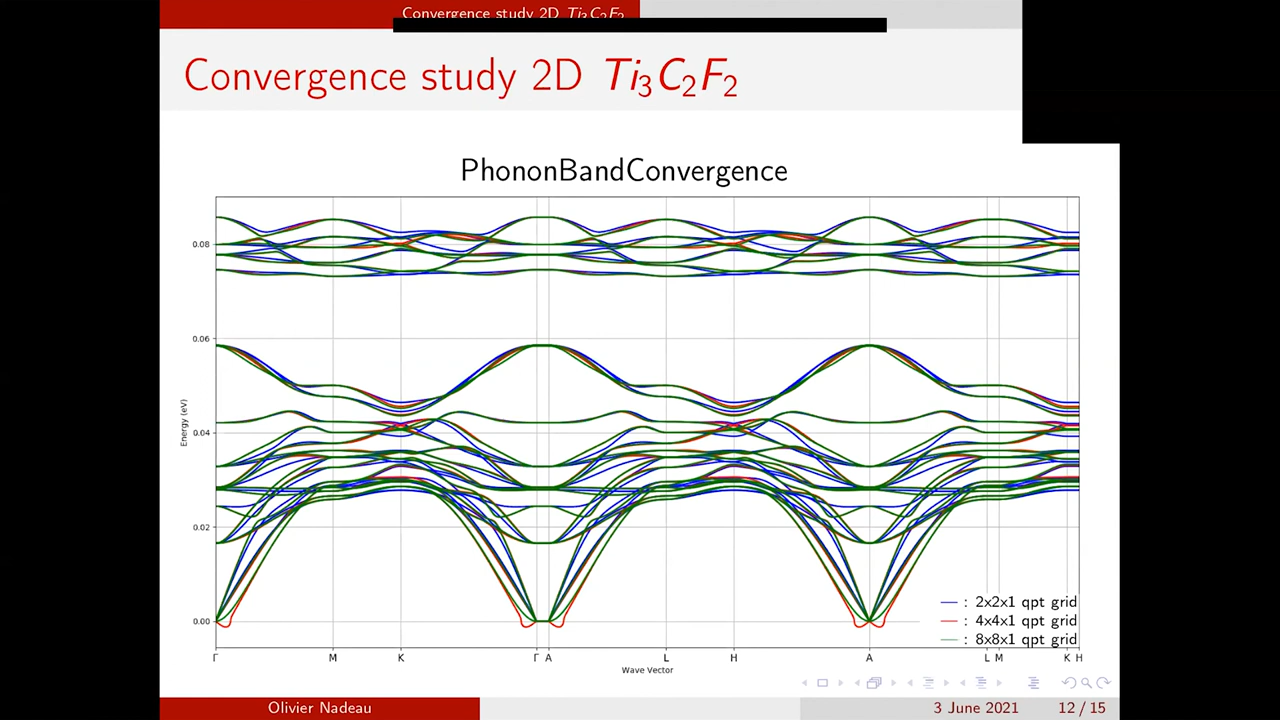 Convergence study 2D Ti3C2F2
Convergence study 2D Ti₃C₂F₂
PhononBandConvergence
0.08
0.06
0.04
0.02
0.00
Energy (eV)
: 2x2x1 qpt grid
: 4x4x1 qpt grid
: 8x8x1 qpt grid
Γ M K Γ A L H A L M K H
Wave Vector
Olivier Nadeau 3 June 2021 12 / 15